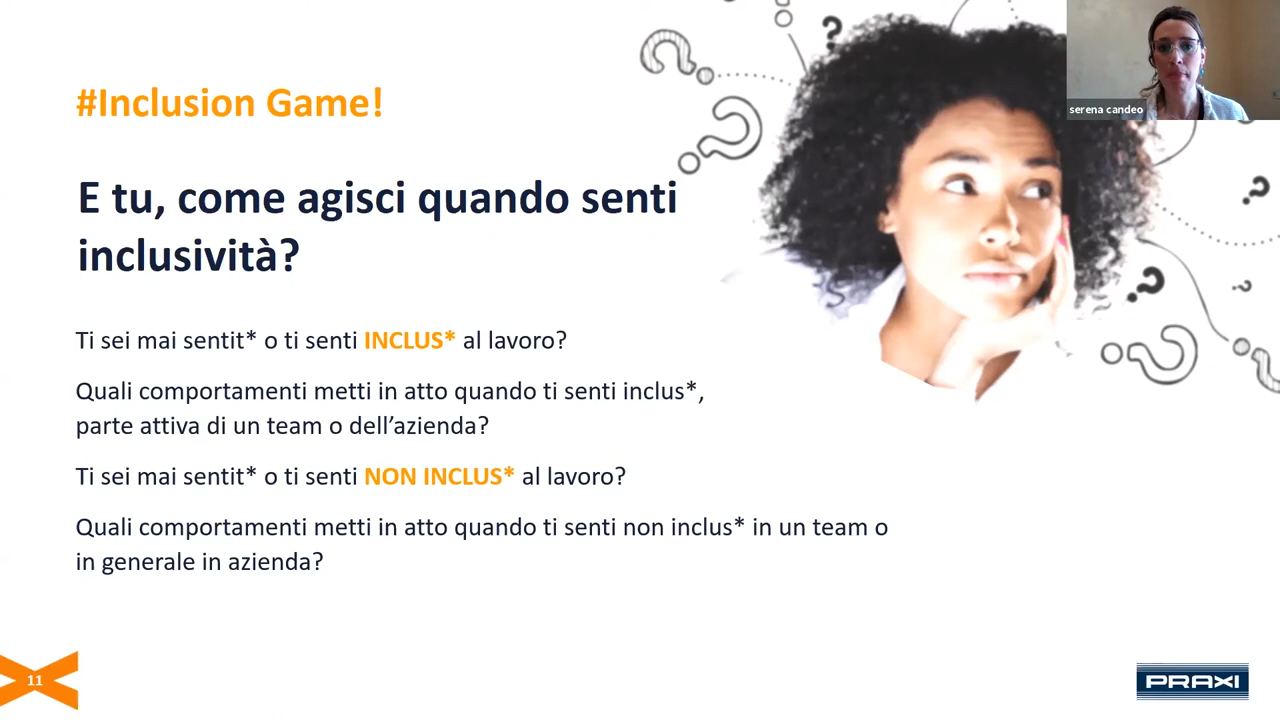 #Inclusion Game!
serena candeo
E tu, come agisci quando senti
inclusività?
Ti sei mai sentit* o ti senti INCLUS* al lavoro?
Quali comportamenti metti in atto quando ti senti inclus*,
parte attiva di un team o dell’azienda?
Ti sei mai sentit* o ti senti NON INCLUS* al lavoro?
Quali comportamenti metti in atto quando ti senti non inclus* in un team o
in generale in azienda?
11
PRAXI